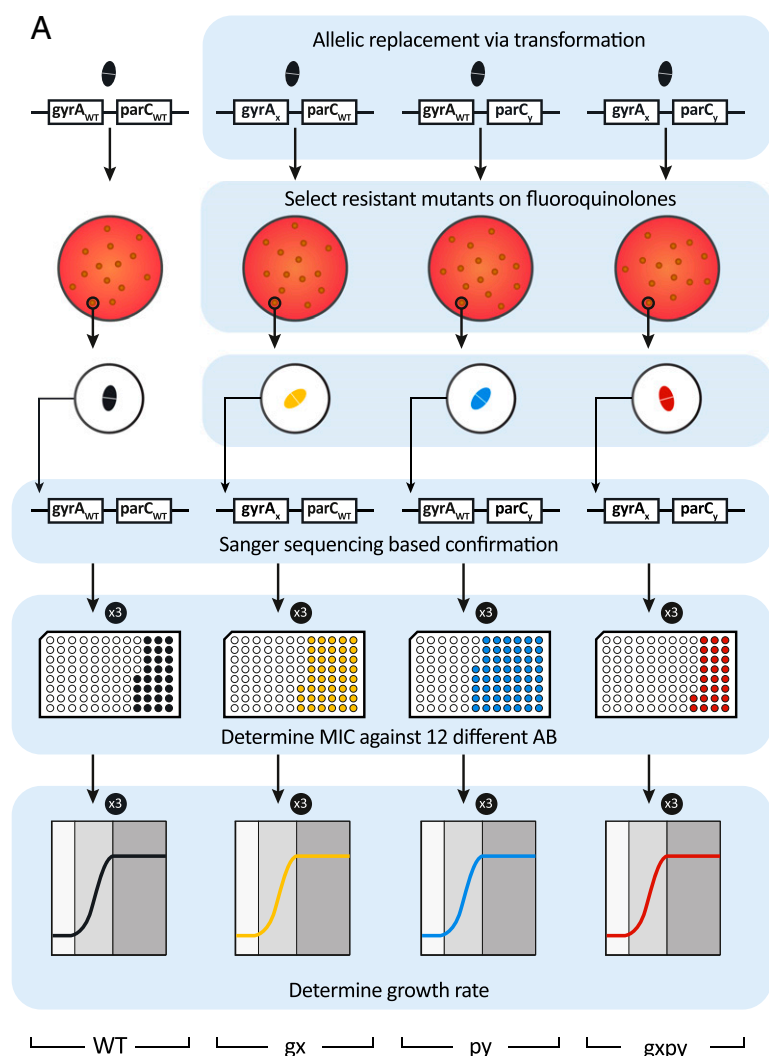 A
Allelic replacement via transformation
gyrA_WT parC_WT gyrA_x parC_WT gyrA_WT parC_y gyrA_x parC_y
Select resistant mutants on fluoroquinolones
gyrA_WT parC_WT gyrA_x parC_WT gyrA_WT parC_y gyrA_x parC_y
Sanger sequencing based confirmation
x3 x3 x3 x3
Determine MIC against 12 different AB
x3 x3 x3 x3
Determine growth rate
WT gx py gxpy